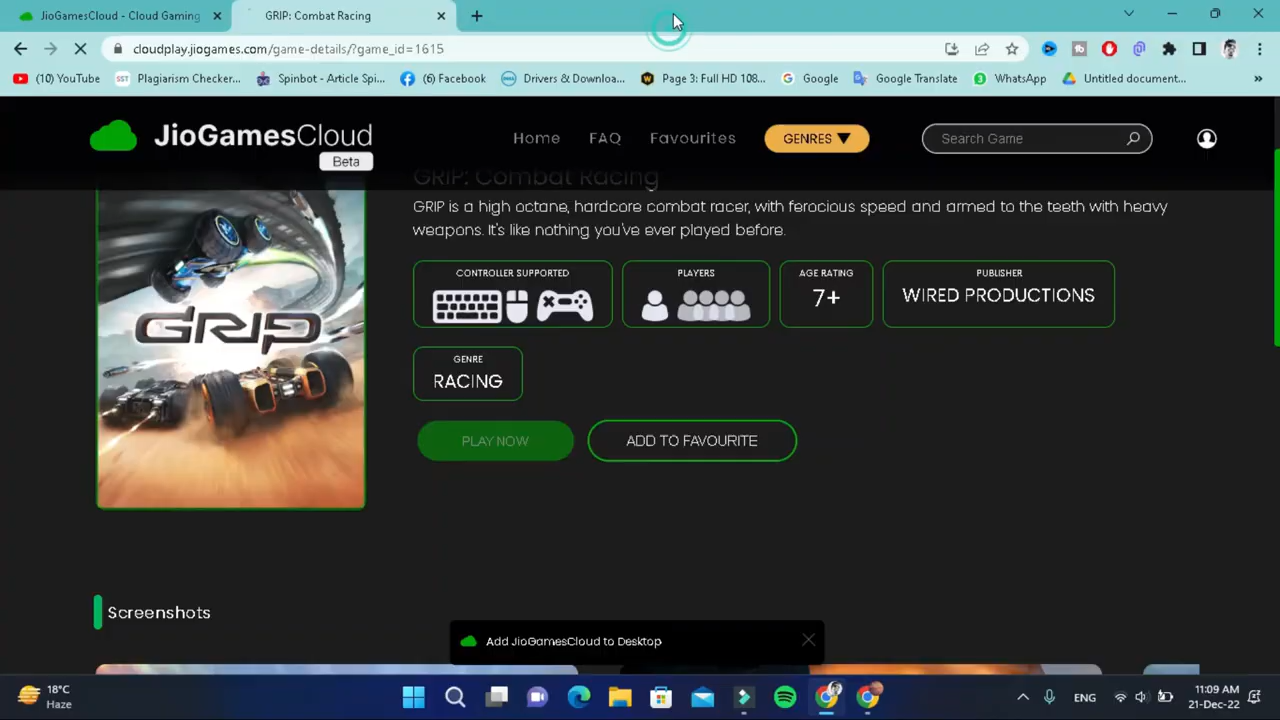 JioGamesCloud - Cloud Gaming
GRIP: Combat Racing
cloudplay.jiogames.com/game-details/?game_id=1615
(10) YouTube
SST Plagiarism Checker...
Spinbot - Article Spi...
(6) Facebook
DELL Drivers & Downloa...
Page 3: Full HD 108...
Google
Google Translate
WhatsApp
Untitled document...
»
JioGamesCloud
Beta
Home
FAQ
Favourites
GENRES ▼
Search Game
GRIP: Combat Racing
GRIP is a high octane, hardcore combat racer, with ferocious speed and armed to the teeth with heavy
weapons. It's like nothing you've ever played before.
CONTROLLER SUPPORTED
PLAYERS
AGE RATING
7+
PUBLISHER
WIRED PRODUCTIONS
GENRE
RACING
GRIP
PLAY NOW
ADD TO FAVOURITE
Screenshots
Add JioGamesCloud to Desktop
18°C
Haze
ENG
11:09 AM
21-Dec-22